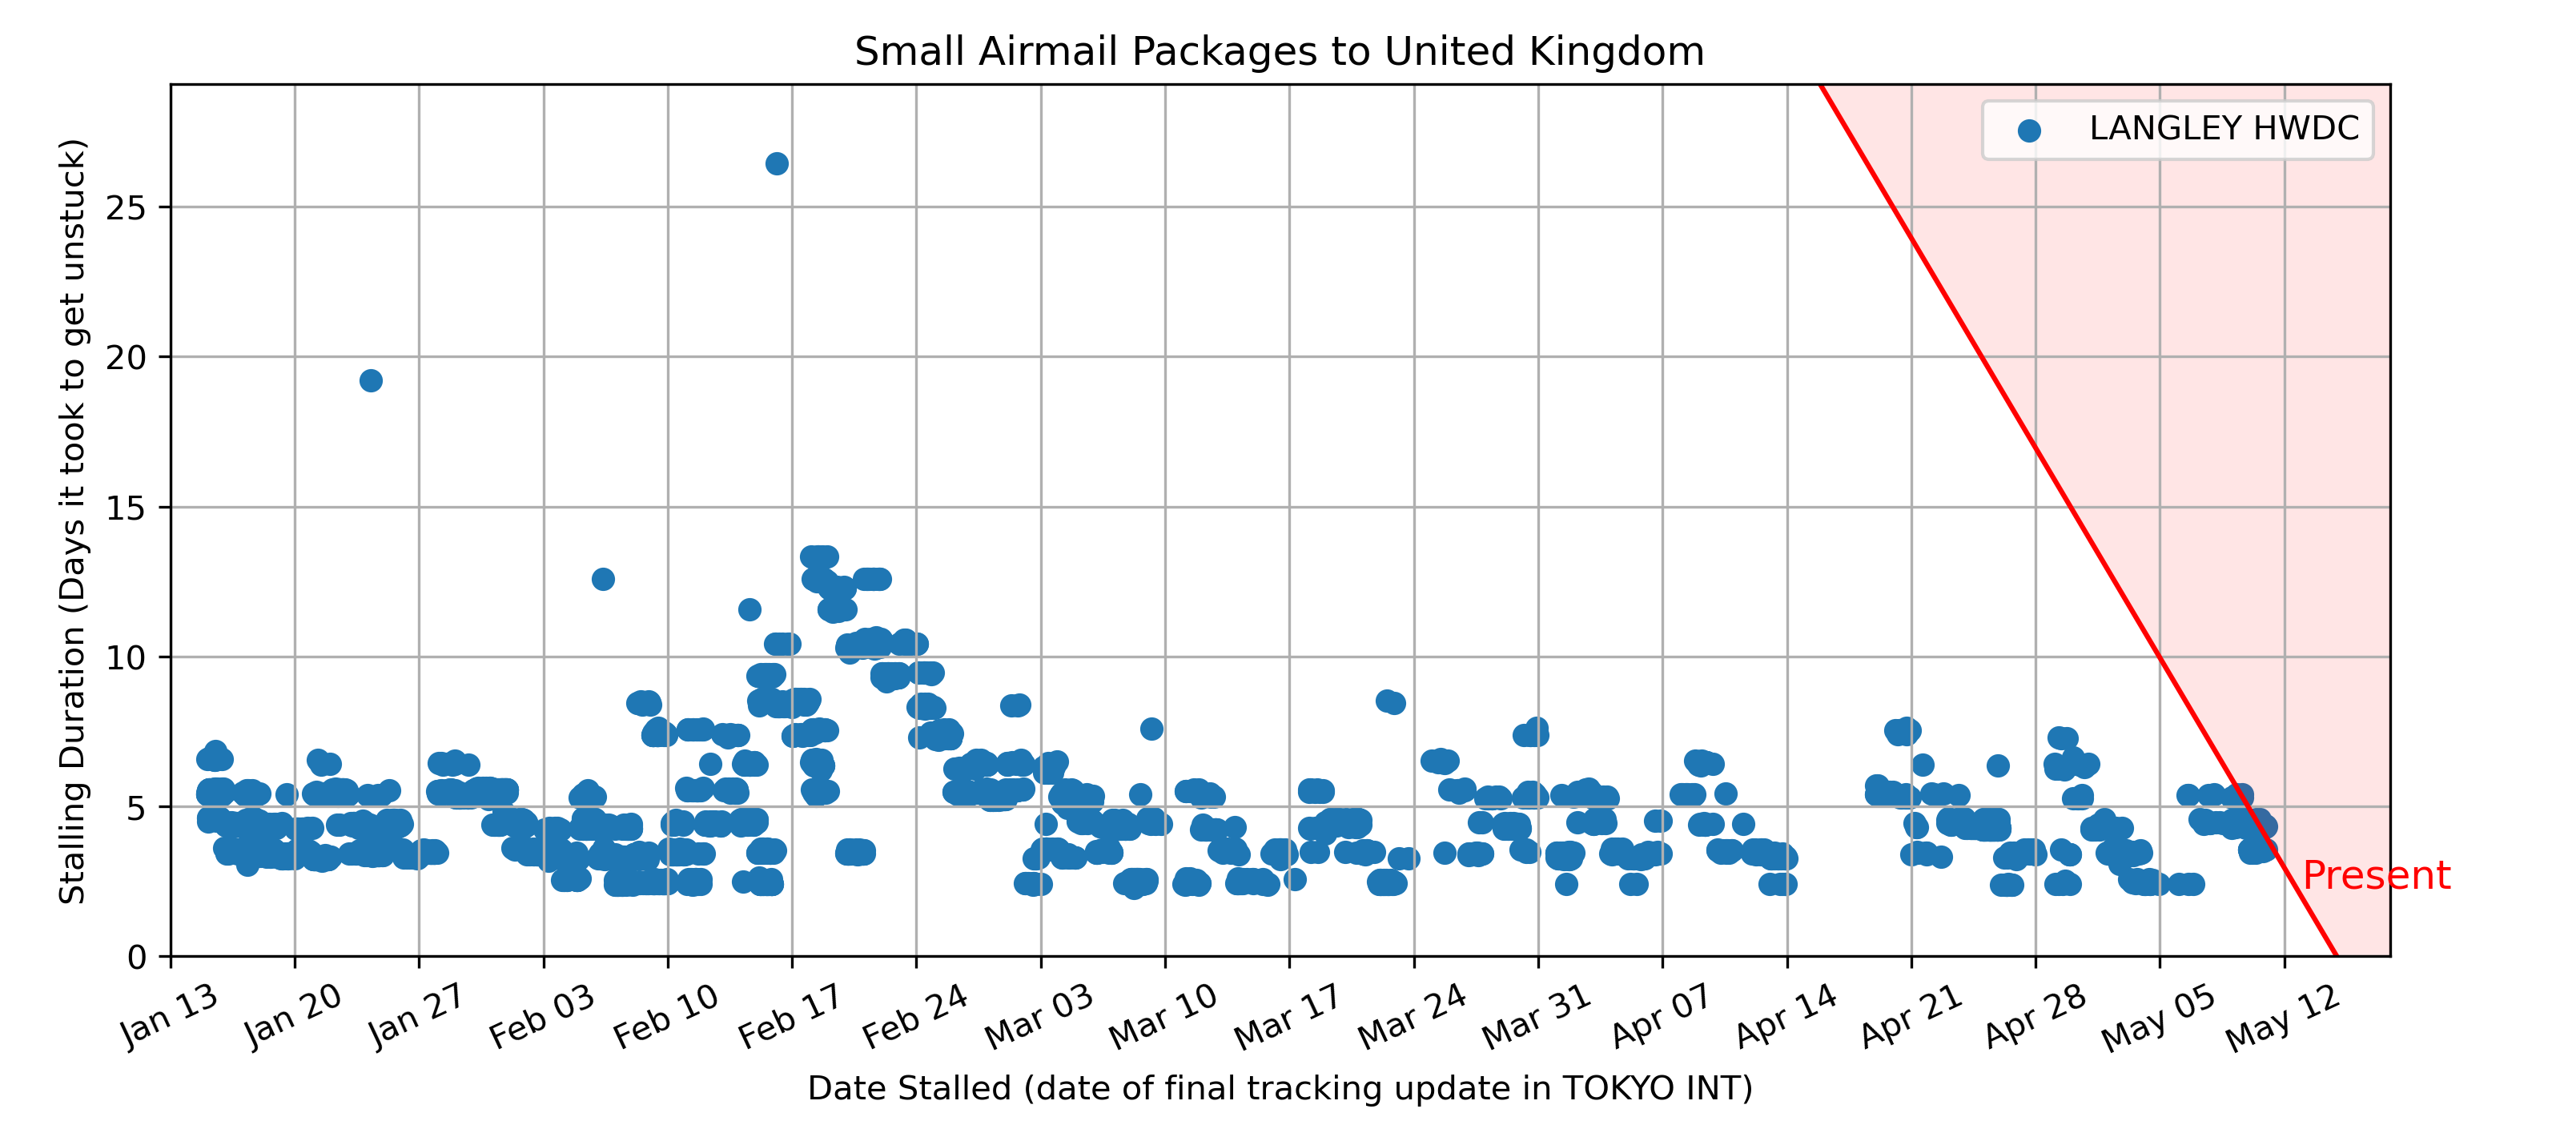 Small Airmail Packages to United Kingdom
LANGLEY HWDC
Stalling Duration (Days it took to get unstuck)
25
20
15
10
5
0
Present
Jan 13
Jan 20
Jan 27
Feb 03
Feb 10
Feb 17
Feb 24
Mar 03
Mar 10
Mar 17
Mar 24
Mar 31
Apr 07
Apr 14
Apr 21
Apr 28
May 05
May 12
Date Stalled (date of final tracking update in TOKYO INT)